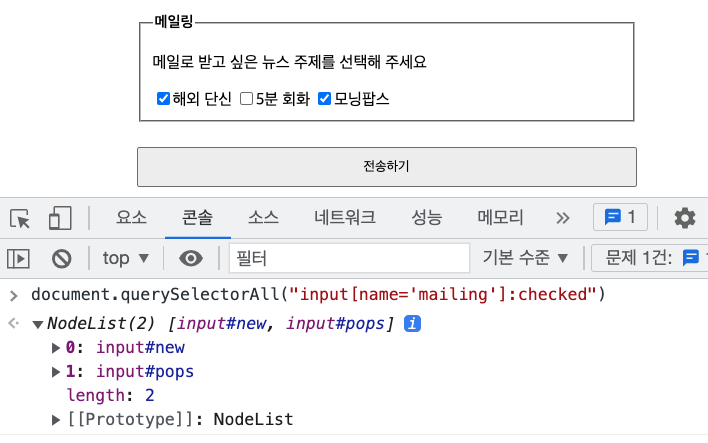 메일링
메일로 받고 싶은 뉴스 주제를 선택해 주세요
해외 단신 5분 회화 모닝팝스
전송하기
요소 콘솔 소스 네트워크 성능 메모리 » 1
top ▼ 필터 기본 수준 ▼ 문제 1건: 1
> document.querySelectorAll("input[name='mailing']:checked")
▼NodeList(2) [input#new, input#pops] i
▶0: input#new
▶1: input#pops
length: 2
▶[[Prototype]]: NodeList